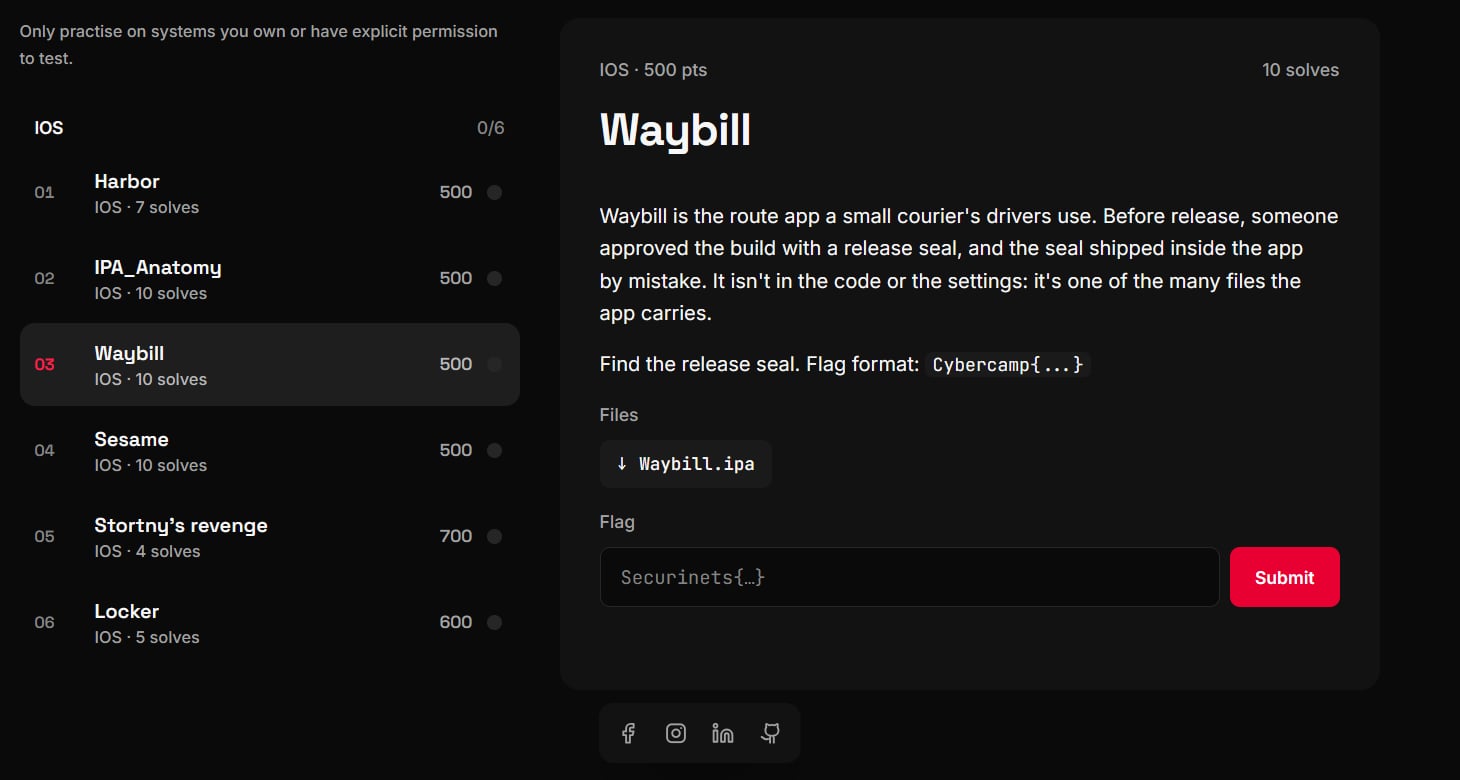 Only practise on systems you own or have explicit permission
to test.
IOS
0/6
01
Harbor
IOS · 7 solves
500
02
IPA_Anatomy
IOS · 10 solves
500
03
Waybill
IOS · 10 solves
500
04
Sesame
IOS · 10 solves
500
05
Stortny’s revenge
IOS · 4 solves
700
06
Locker
IOS · 5 solves
600
IOS · 500 pts
10 solves
Waybill
Waybill is the route app a small courier's drivers use. Before release, someone
approved the build with a release seal, and the seal shipped inside the app
by mistake. It isn't in the code or the settings: it's one of the many files the
app carries.
Find the release seal. Flag format: Cybercamp{...}
Files
↓ Waybill.ipa
Flag
Securinets{…}
Submit